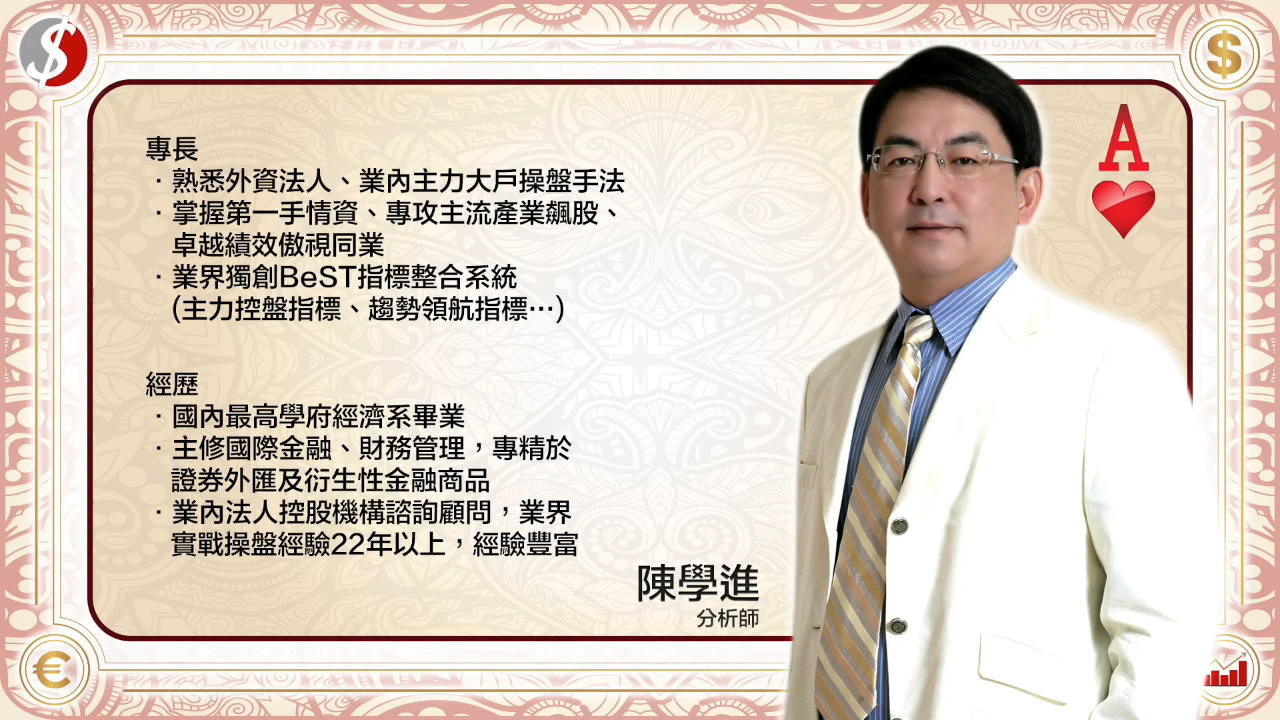 專長
·熟悉外資法人、業內主力大戶操盤手法
·掌握第一手情資、專攻主流產業飆股、
卓越績效傲視同業
·業界獨創BeST指標整合系統
(主力控盤指標、趨勢領航指標…)
經歷
·國內最高學府經濟系畢業
·主修國際金融、財務管理，專精於
證券外匯及衍生性金融商品
·業內法人控股機構諮詢顧問，業界
實戰操盤經驗22年以上，經驗豐富
陳學進
分析師
A
$
$
€